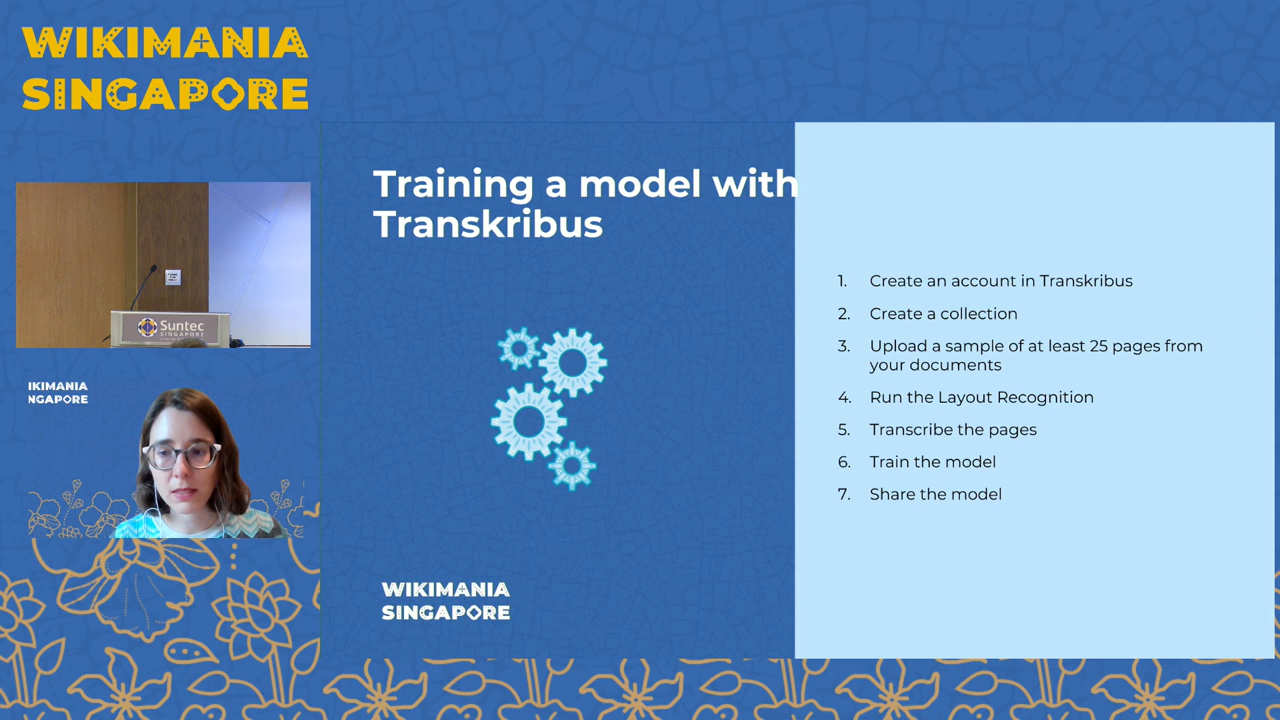 WIKIMANIA
SINGAPORE
Suntec
SINGAPORE
IKIMANIA
NGAPORE
Training a model with
Transkribus
WIKIMANIA
SINGAPORE
1. Create an account in Transkribus
2. Create a collection
3. Upload a sample of at least 25 pages from
your documents
4. Run the Layout Recognition
5. Transcribe the pages
6. Train the model
7. Share the model